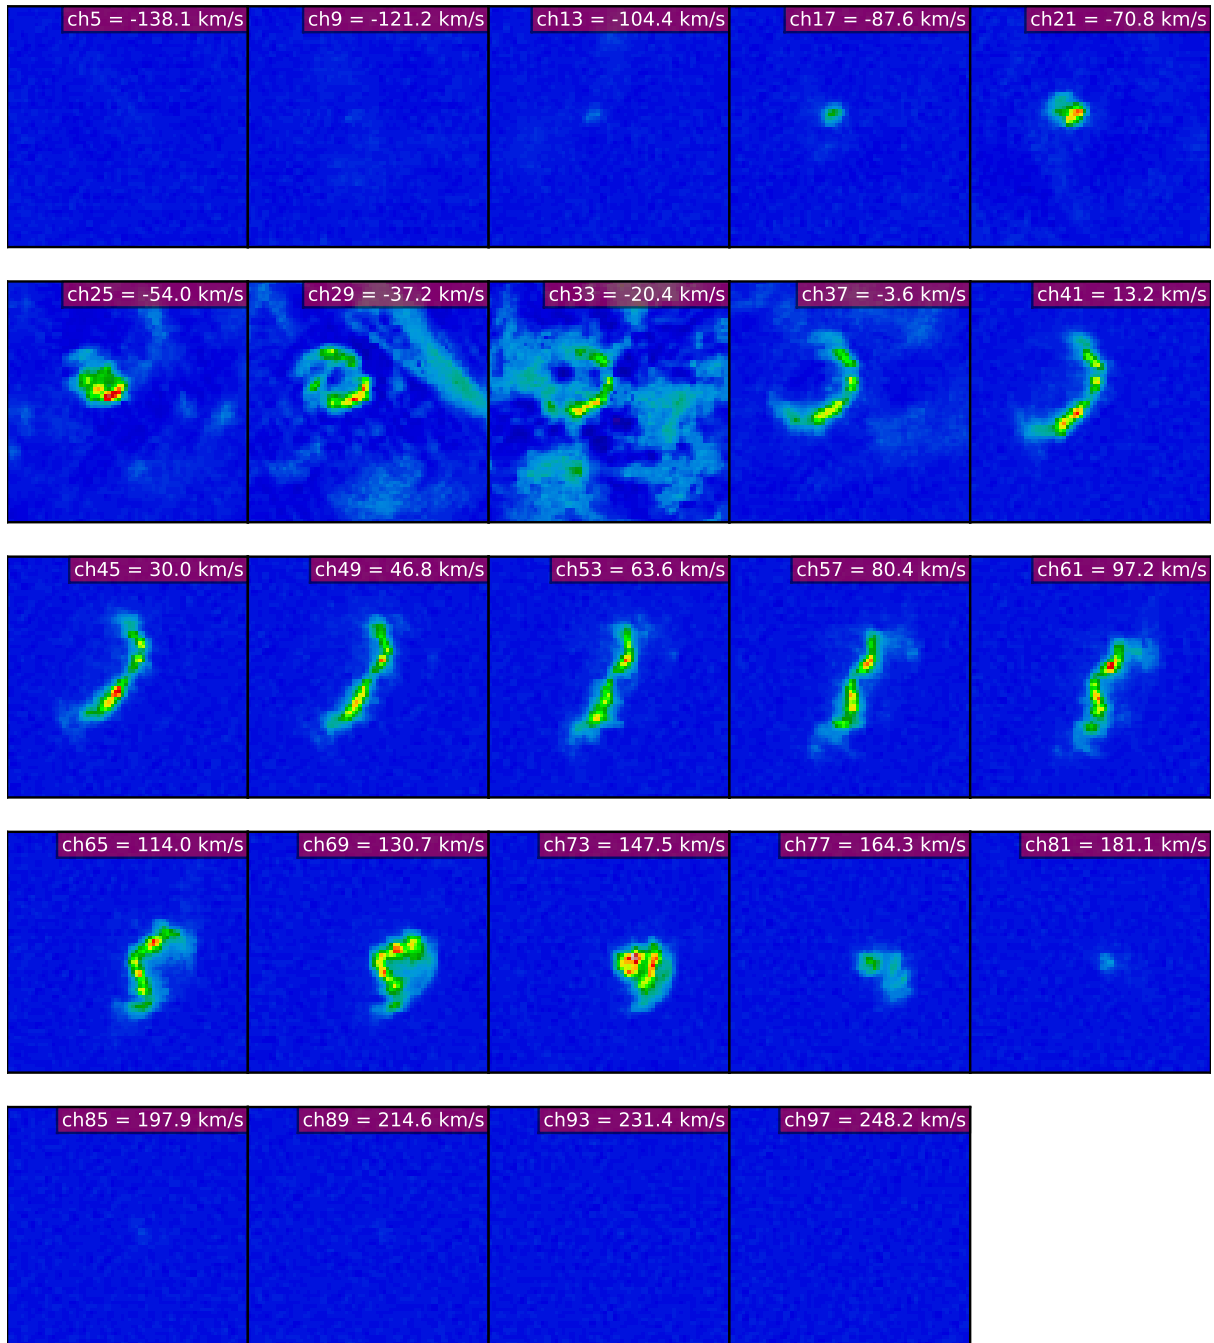 ch5 = -138.1 km/s
ch9 = -121.2 km/s
ch13 = -104.4 km/s
ch17 = -87.6 km/s
ch21 = -70.8 km/s
ch25 = -54.0 km/s
ch29 = -37.2 km/s
ch33 = -20.4 km/s
ch37 = -3.6 km/s
ch41 = 13.2 km/s
ch45 = 30.0 km/s
ch49 = 46.8 km/s
ch53 = 63.6 km/s
ch57 = 80.4 km/s
ch61 = 97.2 km/s
ch65 = 114.0 km/s
ch69 = 130.7 km/s
ch73 = 147.5 km/s
ch77 = 164.3 km/s
ch81 = 181.1 km/s
ch85 = 197.9 km/s
ch89 = 214.6 km/s
ch93 = 231.4 km/s
ch97 = 248.2 km/s